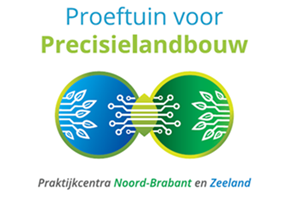 Proeftuin voor
Precisielandbouw
Praktijkcentra Noord-Brabant en Zeeland